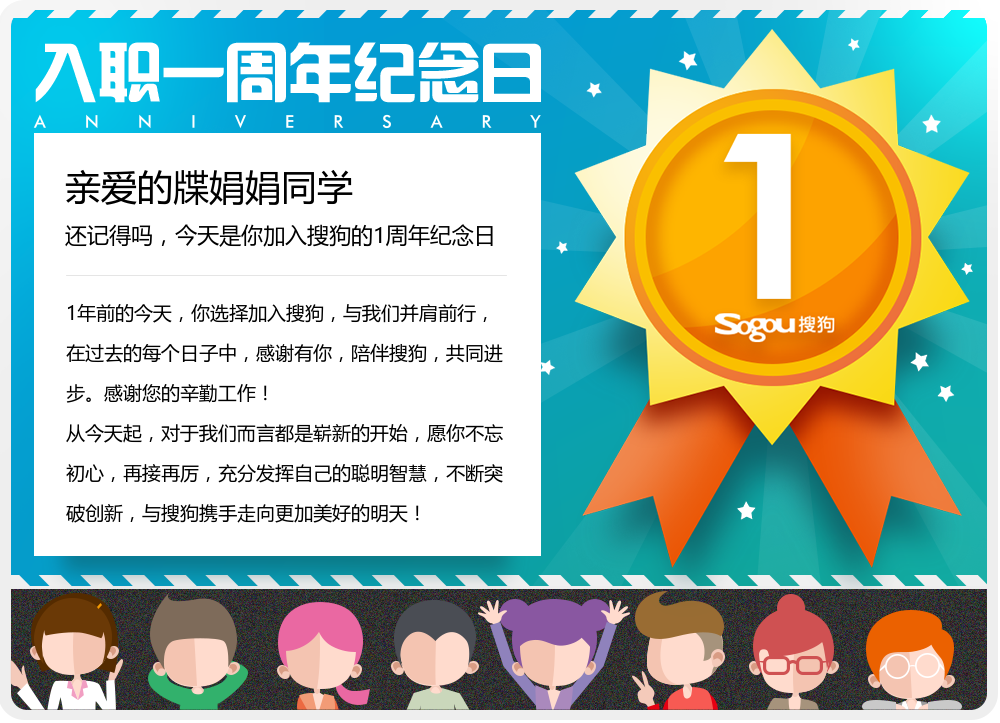 入职一周年纪念日
ANNIVERSARY
亲爱的牒娟娟同学
还记得吗，今天是你加入搜狗的1周年纪念日
1年前的今天，你选择加入搜狗，与我们并肩前行，
在过去的每个日子中，感谢有你，陪伴搜狗，共同进
步。感谢您的辛勤工作！
从今天起，对于我们而言都是崭新的开始，愿你不忘
初心，再接再厉，充分发挥自己的聪明智慧，不断突
破创新，与搜狗携手走向更加美好的明天！
1
Sogou搜狗